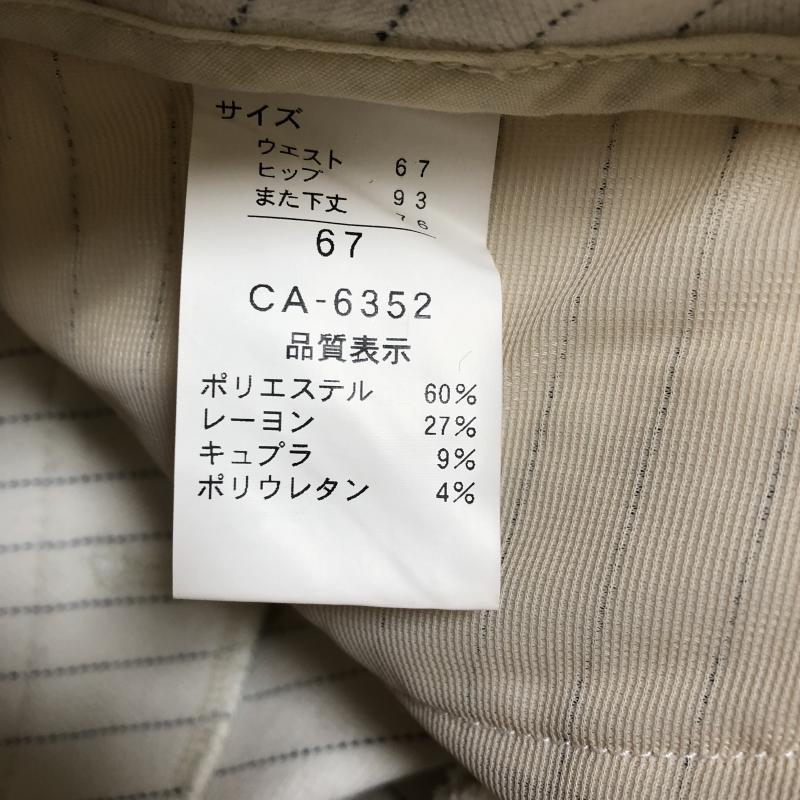 サイズ
ウエスト 67
ヒップ 93
また下丈 76
67
CA-6352
品質表示
ポリエステル 60%
レーヨン 27%
キュプラ 9%
ポリウレタン 4%